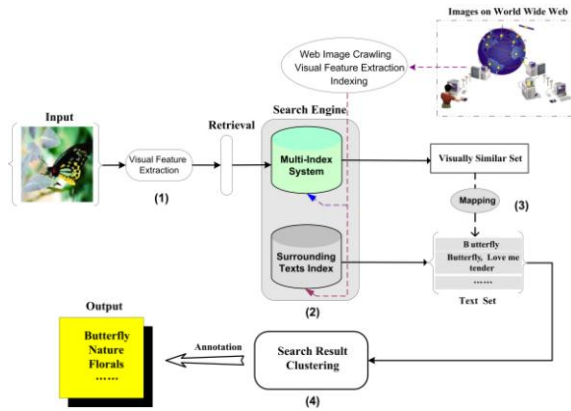 Images on World Wide Web
Web Image Crawling
Visual Feature Extraction
Indexing
Input
Retrieval
Search Engine
Visual Feature
Extraction
(1)
Multi-Index
System
Visually Similar Set
Mapping
(3)
Surrounding
Texts Index
Butterfly
Butterfly, Love me
tender
......
Text Set
(2)
Output
Butterfly
Nature
Florals
......
Annotation
Search Result
Clustering
(4)